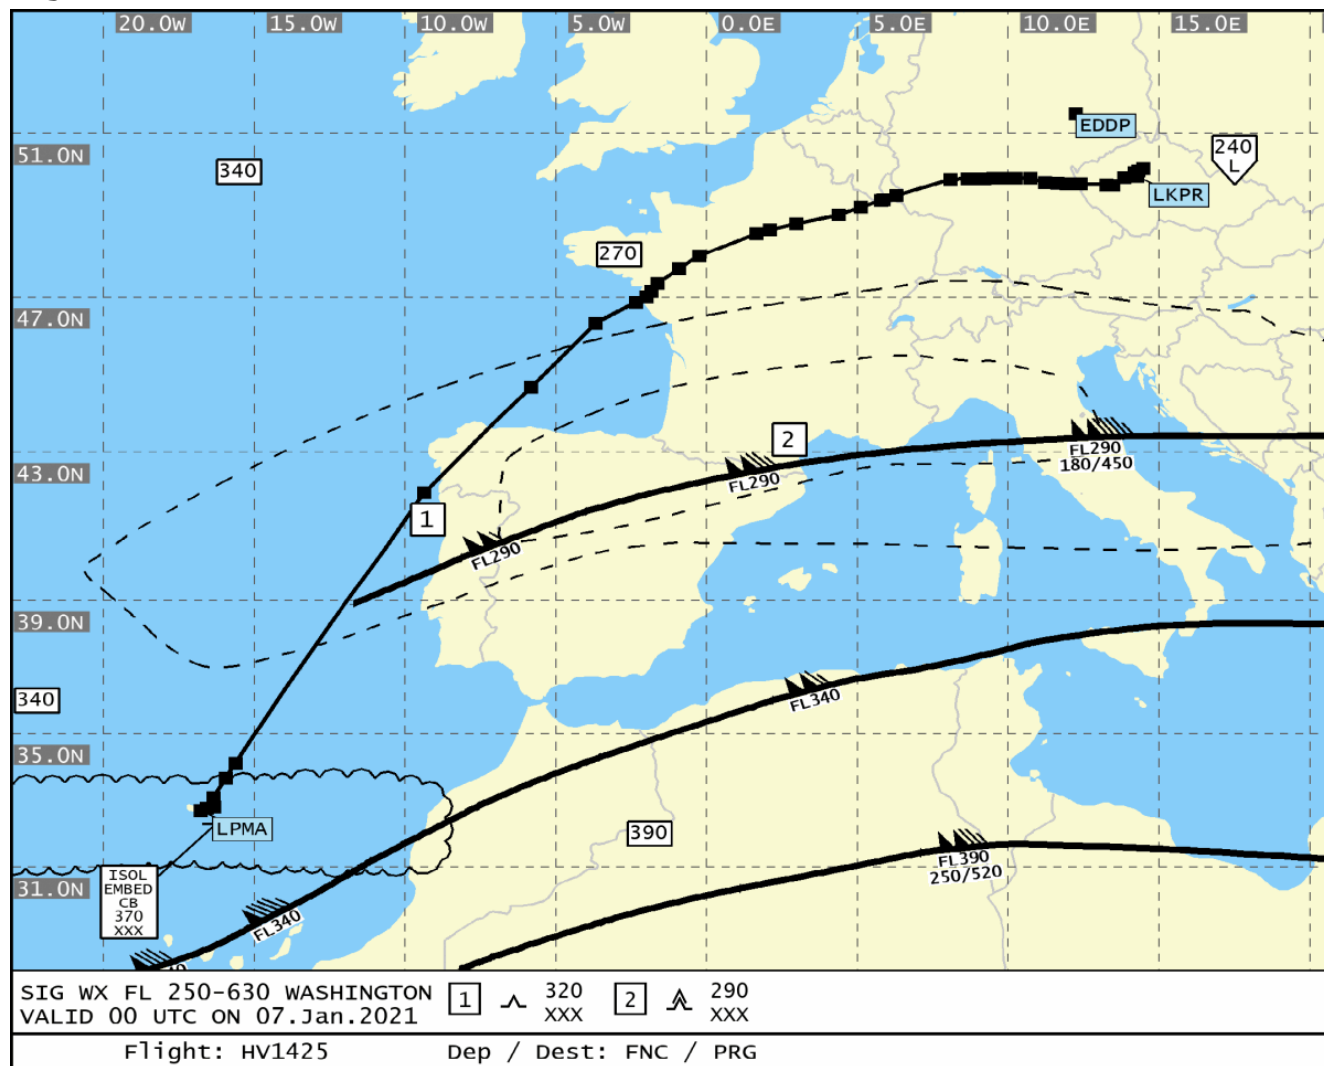 20.0W 15.0W 10.0W 5.0W 0.0E 5.0E 10.0E 15.0E
EDDP
51.0N
240
L
340
LKPR
270
47.0N
2
FL290
180/450
43.0N
FL290
1
FL290
39.0N
340
FL340
35.0N
LPMA
390
FL390
250/520
ISOL
EMBED
CB
370
XXX
31.0N
FL340
SIG WX FL 250-630 WASHINGTON
VALID 00 UTC ON 07.Jan.2021
1 320
XXX
2 290
XXX
Flight: HV1425 Dep / Dest: FNC / PRG